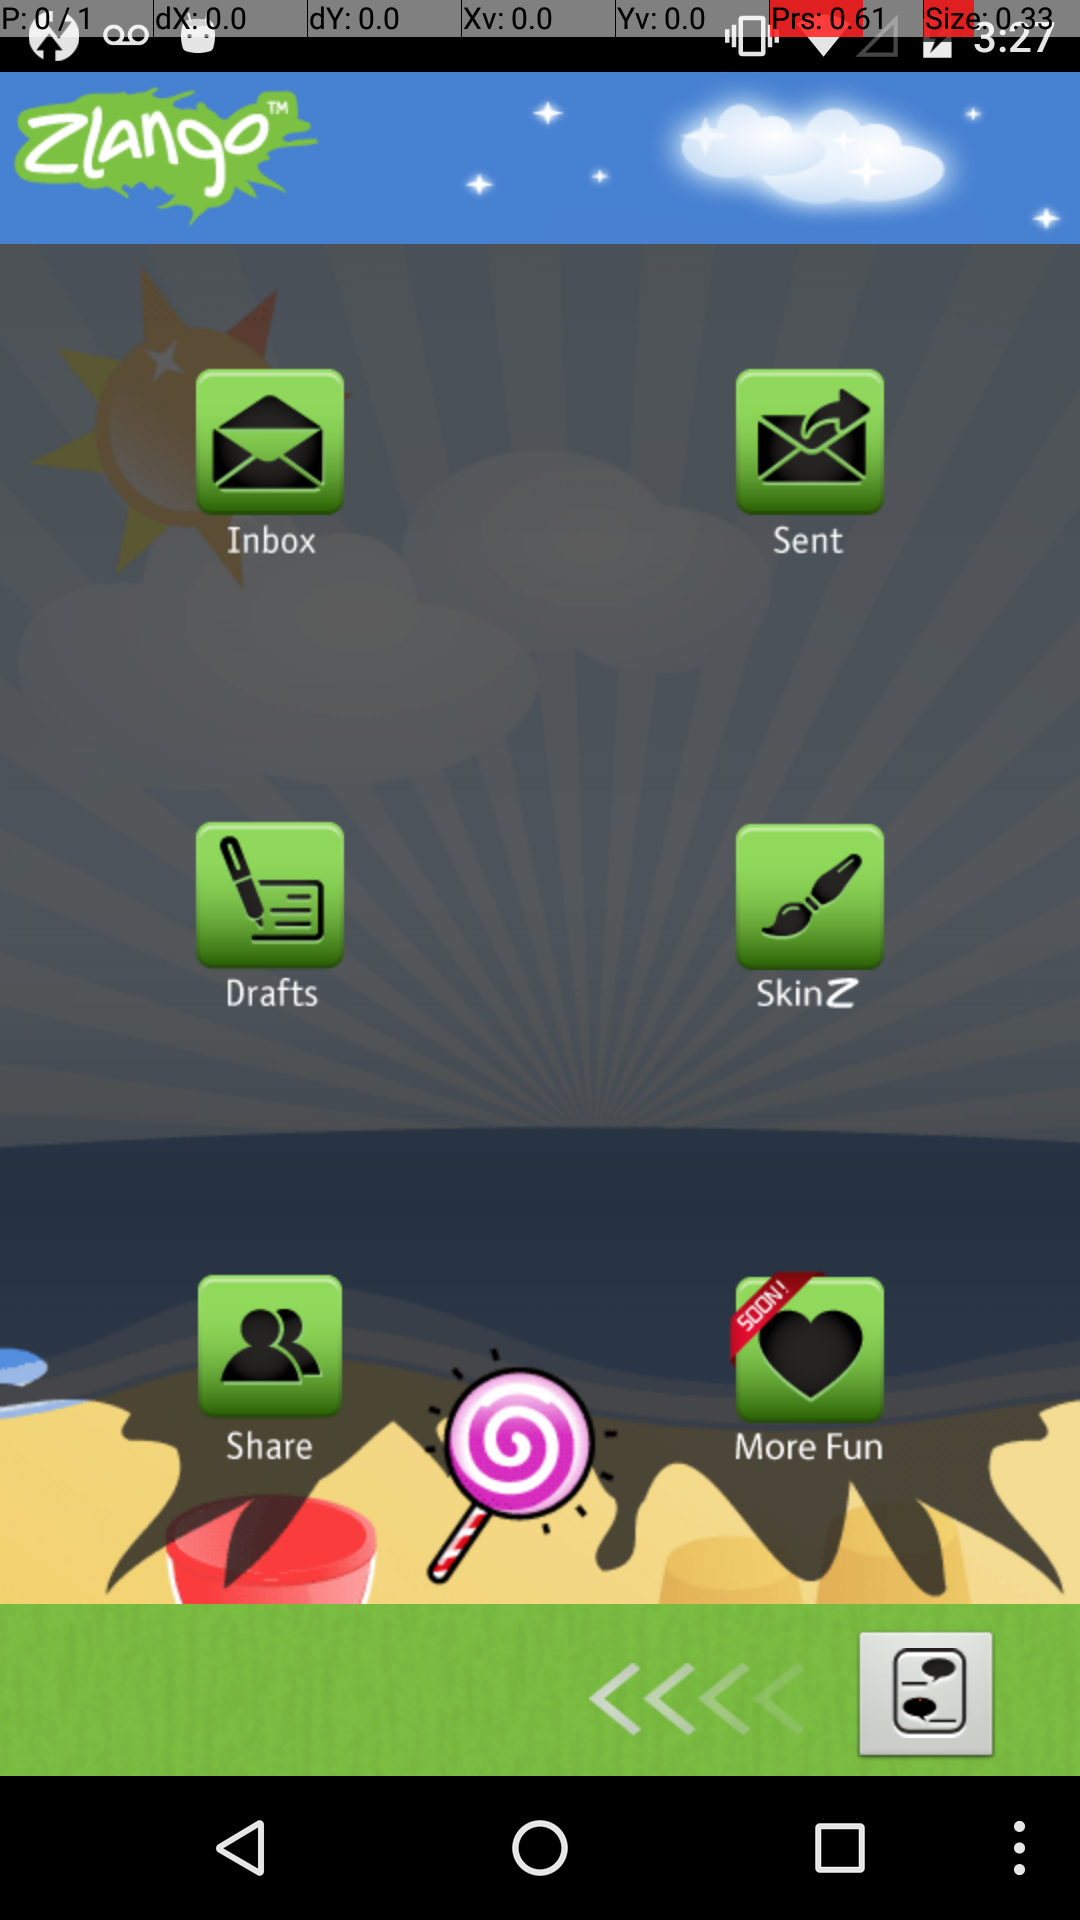 P: 0 / 1 dX: 0.0 dY: 0.0 Xv: 0.0 Yv: 0.0 Prs: 0.61 Size: 0.33
3:27
Zlango™
Inbox Sent
Drafts SkinZ
SOON!
Share More Fun